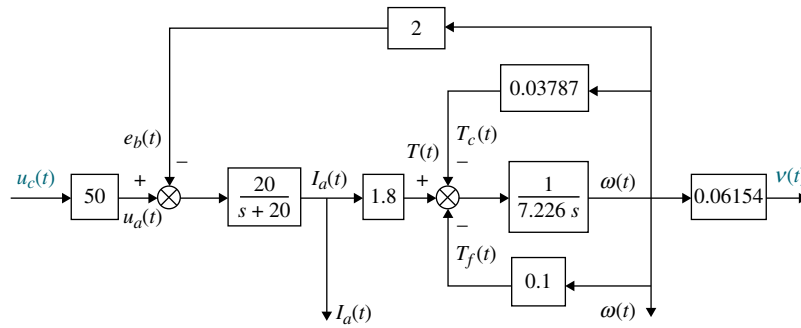 2
0.03787
e_b(t)
T_c(t)
T(t)
−
−
u_c(t)
50
+
u_a(t)
20
s + 20
I_a(t)
1.8
+
1
7.226 s
ω(t)
0.06154
v(t)
−
T_f(t)
0.1
I_a(t)
ω(t)